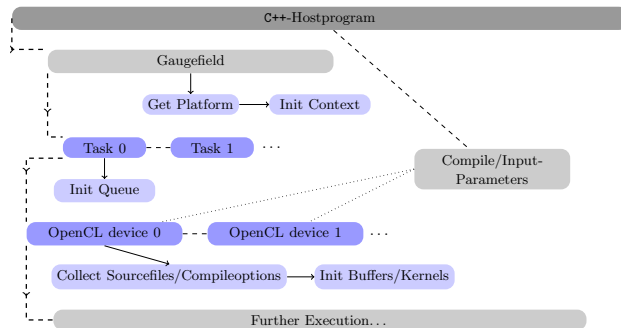 C++-Hostprogram
Gaugefield
Get Platform
Init Context
Task 0
Task 1
...
Compile/Input-
Parameters
Init Queue
OpenCL device 0
OpenCL device 1
...
Collect Sourcefiles/Compileoptions
Init Buffers/Kernels
Further Execution...